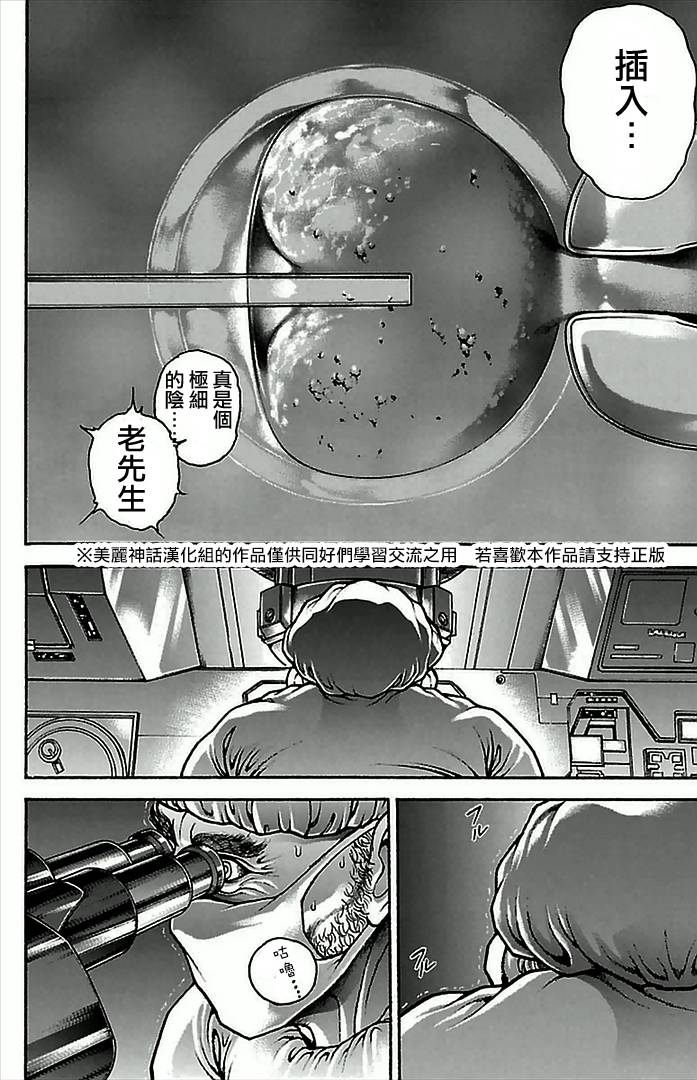 插入…
真是個
極細
的陰…
老先生
※美麗神話漢化組的作品僅供同好們學習交流之用　若喜歡本作品請支持正版
ブル
ブル
咕嚕…